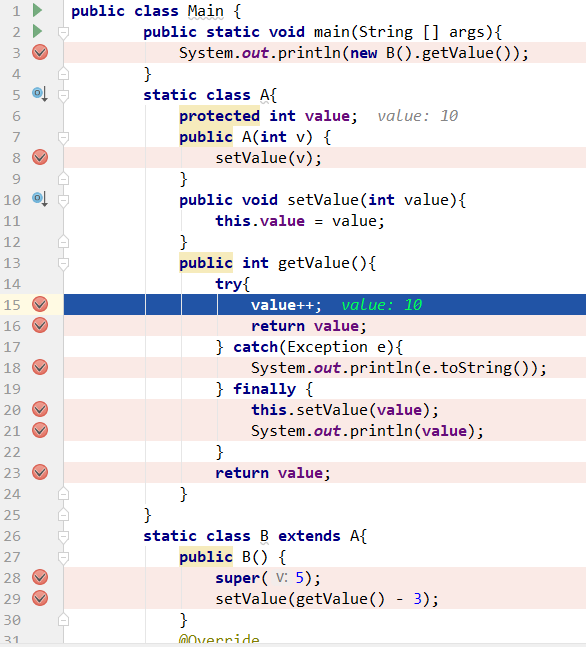 1 public class Main {
2 public static void main(String [] args){
3 System.out.println(new B().getValue());
4 }
5 static class A{
6 protected int value; value: 10
7 public A(int v) {
8 setValue(v);
9 }
10 public void setValue(int value){
11 this.value = value;
12 }
13 public int getValue(){
14 try{
15 value++; value: 10
16 return value;
17 } catch(Exception e){
18 System.out.println(e.toString());
19 } finally {
20 this.setValue(value);
21 System.out.println(value);
22 }
23 return value;
24 }
25 }
26 static class B extends A{
27 public B() {
28 super( v: 5);
29 setValue(getValue() - 3);
30 }
31 @Override